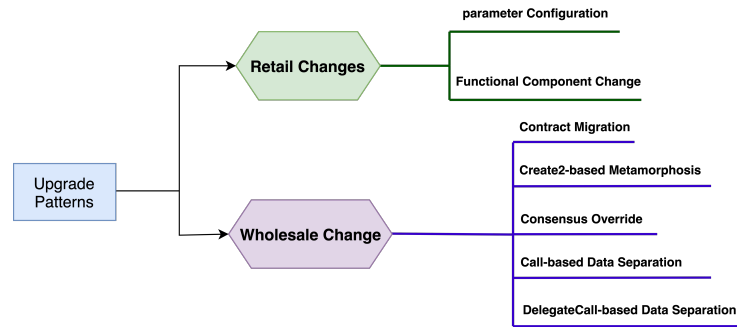 Upgrade
Patterns
Retail Changes
parameter Configuration
Functional Component Change
Wholesale Change
Contract Migration
Create2-based Metamorphosis
Consensus Override
Call-based Data Separation
DelegateCall-based Data Separation